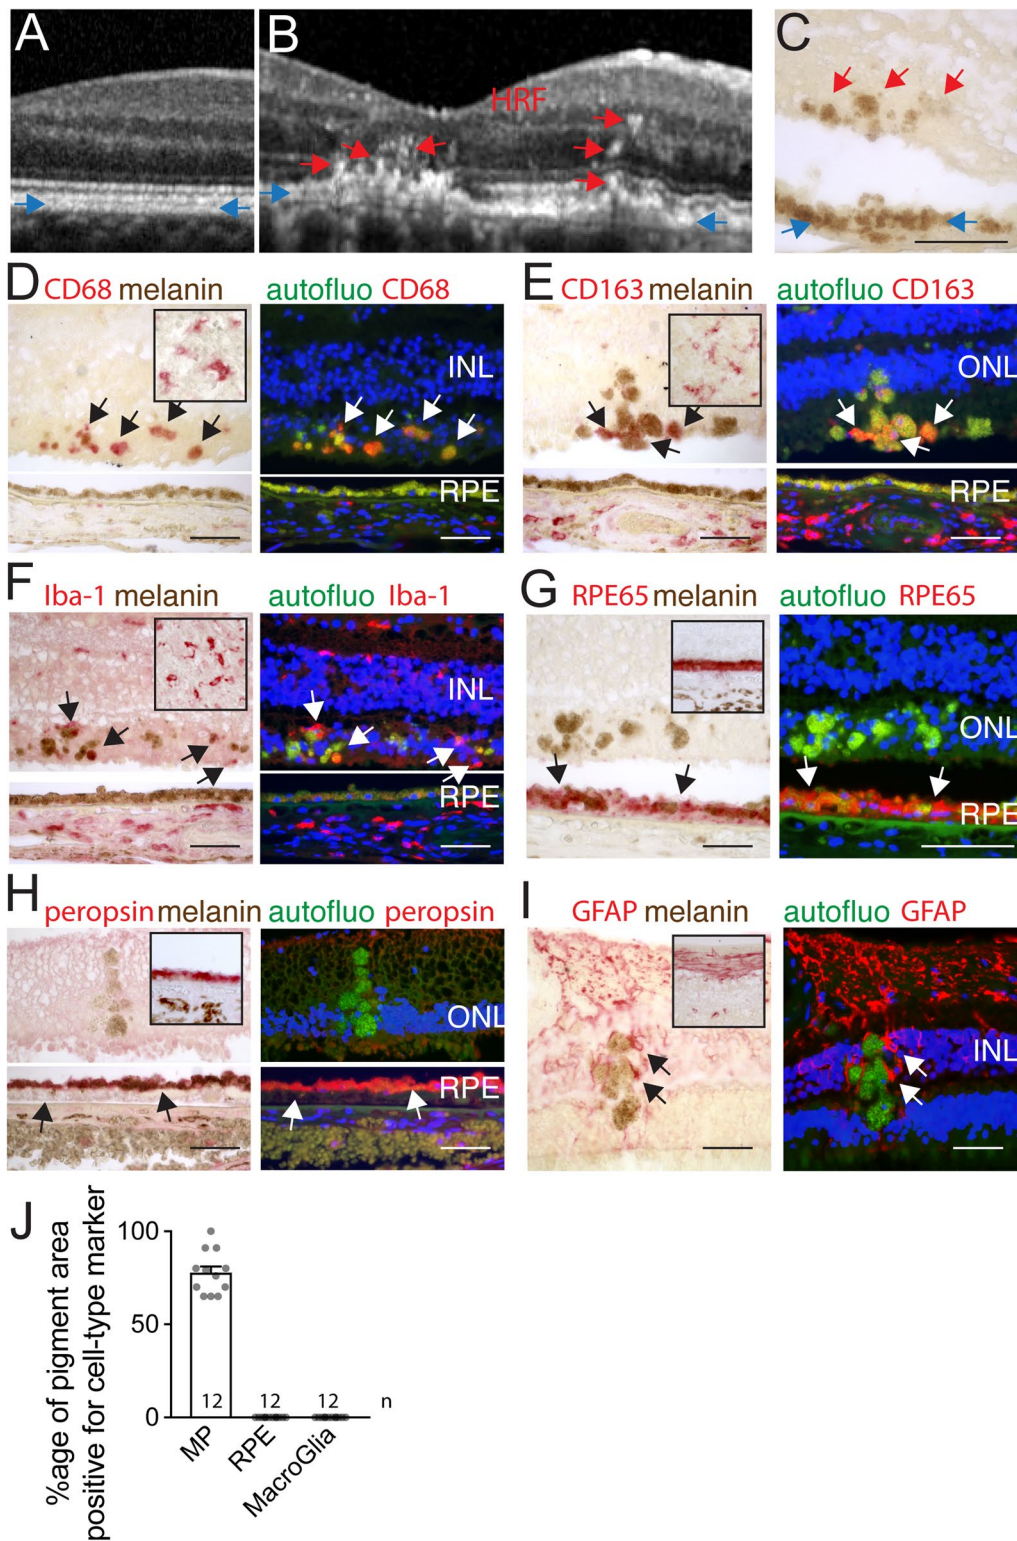 A
B
HRF
C
D
CD68 melanin
autofluo CD68
INL
RPE
E
CD163 melanin
autofluo CD163
ONL
RPE
F
Iba-1 melanin
autofluo Iba-1
INL
RPE
G
RPE65 melanin
autofluo RPE65
ONL
RPE
H
peropsin melanin
autofluo peropsin
ONL
RPE
I
GFAP melanin
autofluo GFAP
INL
J
%age of pigment area
positive for cell-type marker
100
50
0
12 12 12 n
MP
RPE
MacroGlia